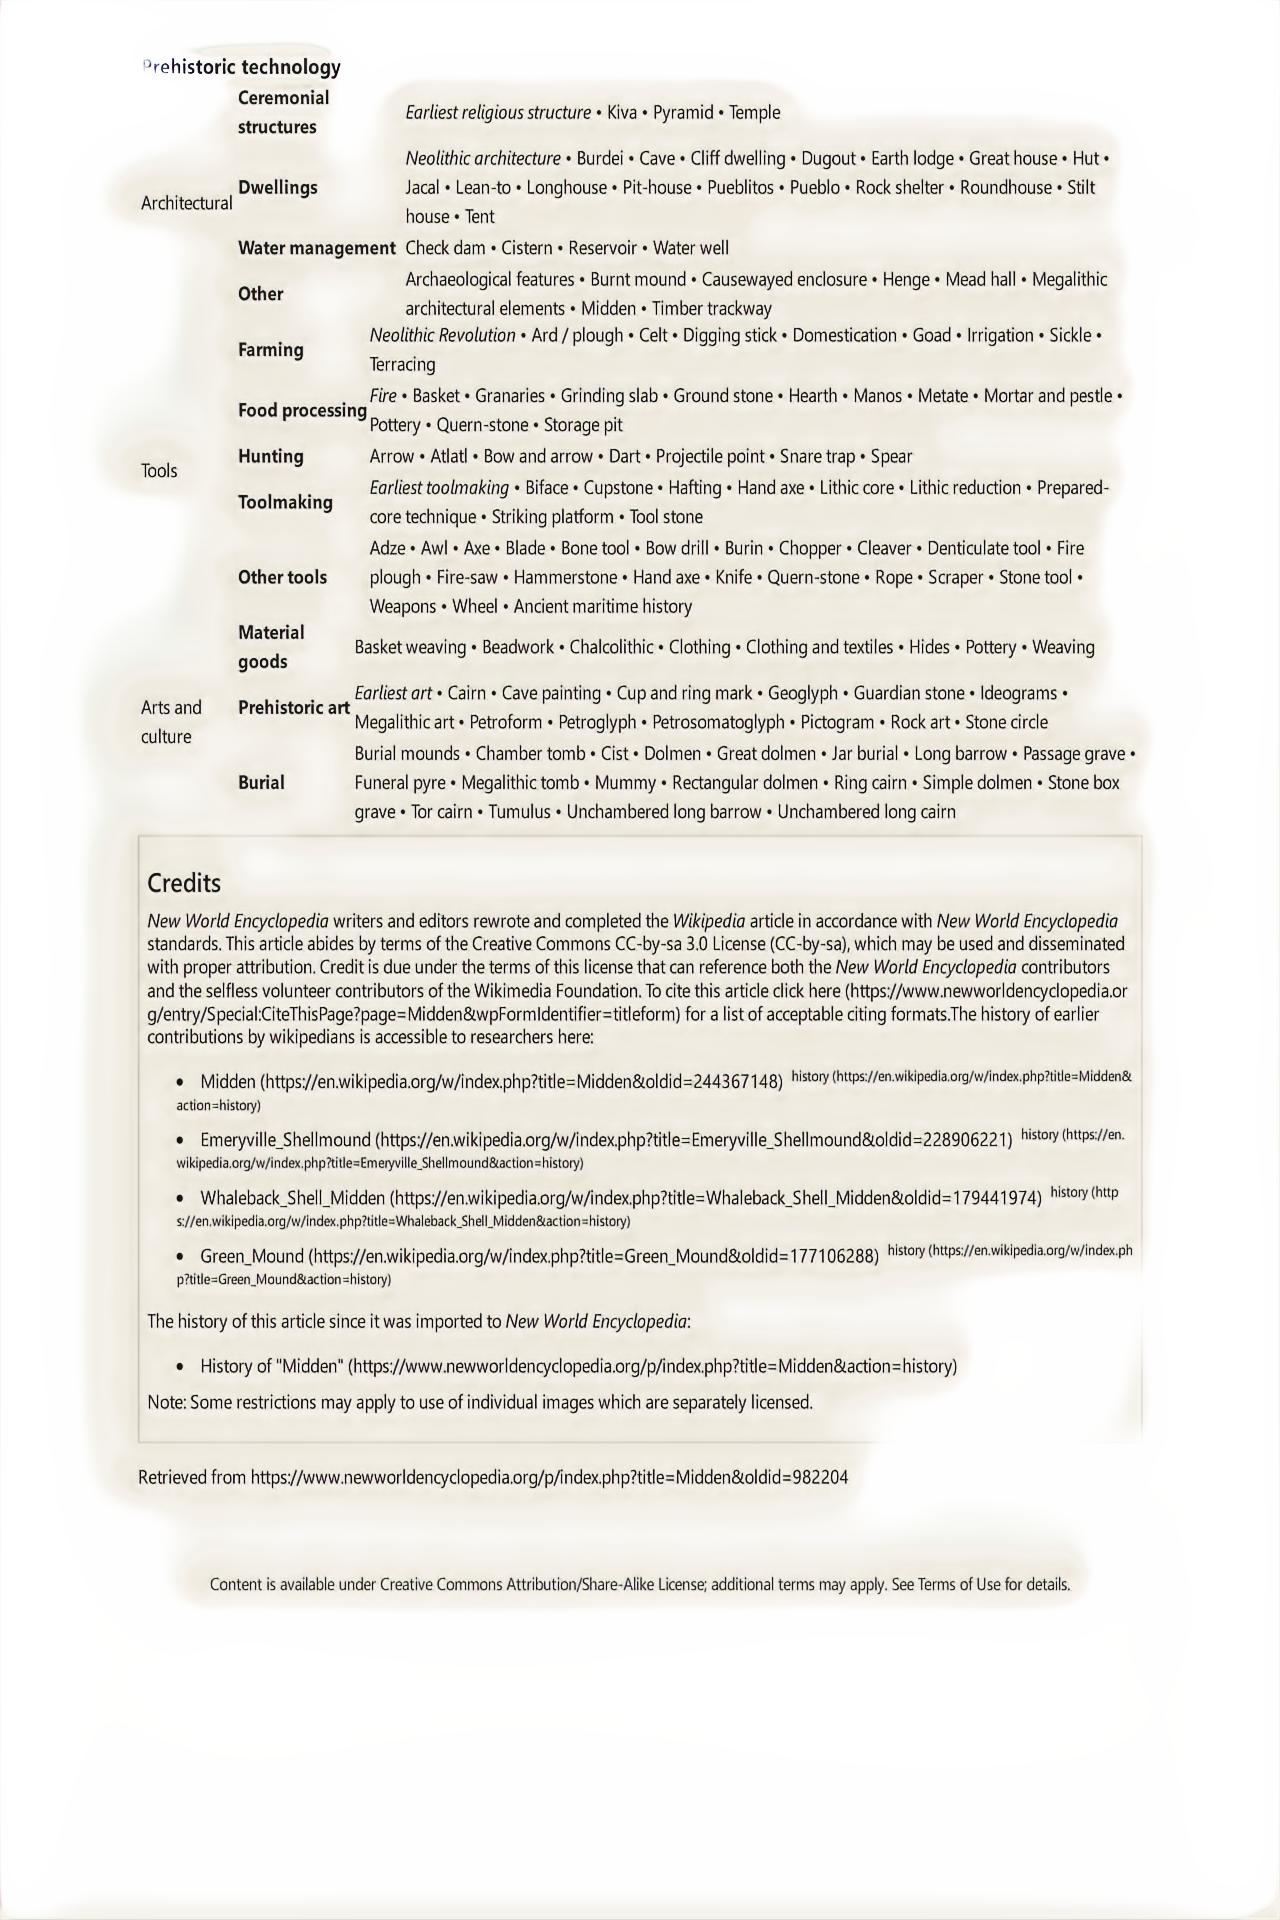 Prehistoric technology
Ceremonial
structures
Earliest religious structure • Kiva • Pyramid • Temple
Architectural
Dwellings
Neolithic architecture • Burdei • Cave • Cliff dwelling • Dugout • Earth lodge • Great house • Hut •
Jacal • Lean-to • Longhouse • Pit-house • Pueblitos • Pueblo • Rock shelter • Roundhouse • Stilt
house • Tent
Water management Check dam • Cistern • Reservoir • Water well
Other
Archaeological features • Burnt mound • Causewayed enclosure • Henge • Mead hall • Megalithic
architectural elements • Midden • Timber trackway
Tools
Farming
Neolithic Revolution • Ard / plough • Celt • Digging stick • Domestication • Goad • Irrigation • Sickle •
Terracing
Food processing
Fire • Basket • Granaries • Grinding slab • Ground stone • Hearth • Manos • Metate • Mortar and pestle •
Pottery • Quern-stone • Storage pit
Hunting Arrow • Atlatl • Bow and arrow • Dart • Projectile point • Snare trap • Spear
Toolmaking
Earliest toolmaking • Biface • Cupstone • Hafting • Hand axe • Lithic core • Lithic reduction • Prepared-
core technique • Striking platform • Tool stone
Other tools
Adze • Awl • Axe • Blade • Bone tool • Bow drill • Burin • Chopper • Cleaver • Denticulate tool • Fire
plough • Fire-saw • Hammerstone • Hand axe • Knife • Quern-stone • Rope • Scraper • Stone tool •
Weapons • Wheel • Ancient maritime history
Arts and
culture
Material
goods
Basket weaving • Beadwork • Chalcolithic • Clothing • Clothing and textiles • Hides • Pottery • Weaving
Prehistoric art
Earliest art • Cairn • Cave painting • Cup and ring mark • Geoglyph • Guardian stone • Ideograms •
Megalithic art • Petroform • Petroglyph • Petrosomatoglyph • Pictogram • Rock art • Stone circle
Burial
Burial mounds • Chamber tomb • Cist • Dolmen • Great dolmen • Jar burial • Long barrow • Passage grave •
Funeral pyre • Megalithic tomb • Mummy • Rectangular dolmen • Ring cairn • Simple dolmen • Stone box
grave • Tor cairn • Tumulus • Unchambered long barrow • Unchambered long cairn
Credits
New World Encyclopedia writers and editors rewrote and completed the Wikipedia article in accordance with New World Encyclopedia
standards. This article abides by terms of the Creative Commons CC-by-sa 3.0 License (CC-by-sa), which may be used and disseminated
with proper attribution. Credit is due under the terms of this license that can reference both the New World Encyclopedia contributors
and the selfless volunteer contributors of the Wikimedia Foundation. To cite this article click here (https://www.newworldencyclopedia.or
g/entry/Special:CiteThisPage?page=Midden&wpFormIdentifier=titleform) for a list of acceptable citing formats.The history of earlier
contributions by wikipedians is accessible to researchers here:
• Midden (https://en.wikipedia.org/w/index.php?title=Midden&oldid=244367148) history (https://en.wikipedia.org/w/index.php?title=Midden&
action=history)
• Emeryville_Shellmound (https://en.wikipedia.org/w/index.php?title=Emeryville_Shellmound&oldid=228906221) history (https://en.
wikipedia.org/w/index.php?title=Emeryville_Shellmound&action=history)
• Whaleback_Shell_Midden (https://en.wikipedia.org/w/index.php?title=Whaleback_Shell_Midden&oldid=179441974) history (http
s://en.wikipedia.org/w/index.php?title=Whaleback_Shell_Midden&action=history)
• Green_Mound (https://en.wikipedia.org/w/index.php?title=Green_Mound&oldid=177106288) history (https://en.wikipedia.org/w/index.ph
p?title=Green_Mound&action=history)
The history of this article since it was imported to New World Encyclopedia:
• History of "Midden" (https://www.newworldencyclopedia.org/p/index.php?title=Midden&action=history)
Note: Some restrictions may apply to use of individual images which are separately licensed.
Retrieved from https://www.newworldencyclopedia.org/p/index.php?title=Midden&oldid=982204
Content is available under Creative Commons Attribution/Share-Alike License; additional terms may apply. See Terms of Use for details.